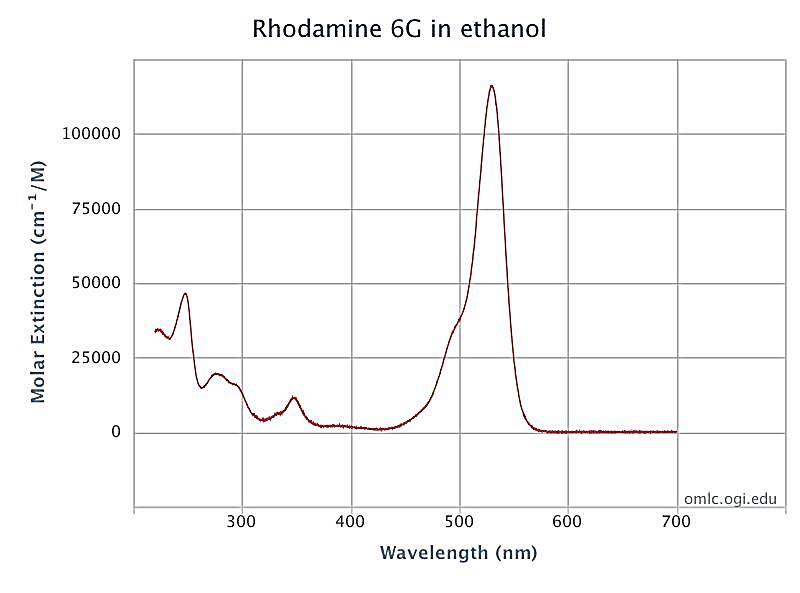 Rhodamine 6G in ethanol
Molar Extinction (cm⁻¹/M)
100000
75000
50000
25000
0
omlc.ogi.edu
300 400 500 600 700
Wavelength (nm)